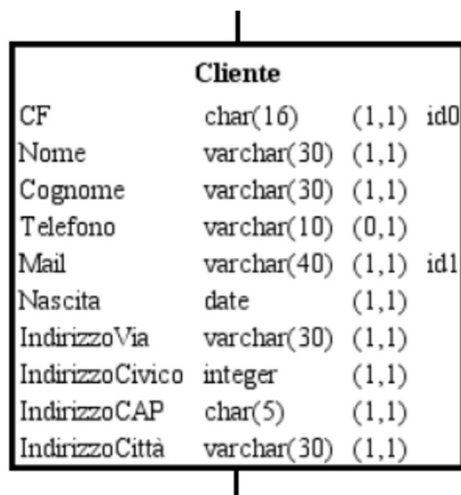 Cliente
CF char(16) (1,1) id0
Nome varchar(30) (1,1)
Cognome varchar(30) (1,1)
Telefono varchar(10) (0,1)
Mail varchar(40) (1,1) id1
Nascita date (1,1)
IndirizzoVia varchar(30) (1,1)
IndirizzoCivico integer (1,1)
IndirizzoCAP char(5) (1,1)
IndirizzoCittà varchar(30) (1,1)